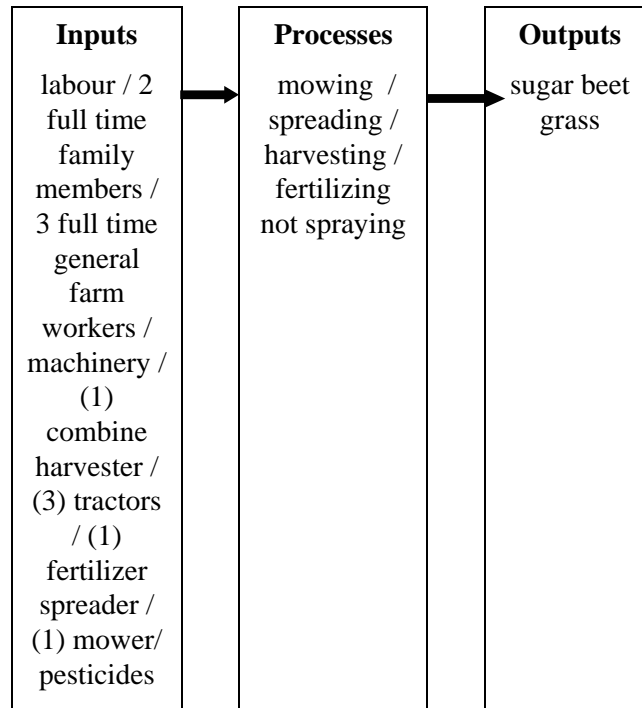 Inputs
labour / 2
full time
family
members /
3 full time
general
farm
workers /
machinery /
(1)
combine
harvester /
(3) tractors
/ (1)
fertilizer
spreader /
(1) mower/
pesticides
Processes
mowing /
spreading /
harvesting /
fertilizing
not spraying
Outputs
sugar beet
grass